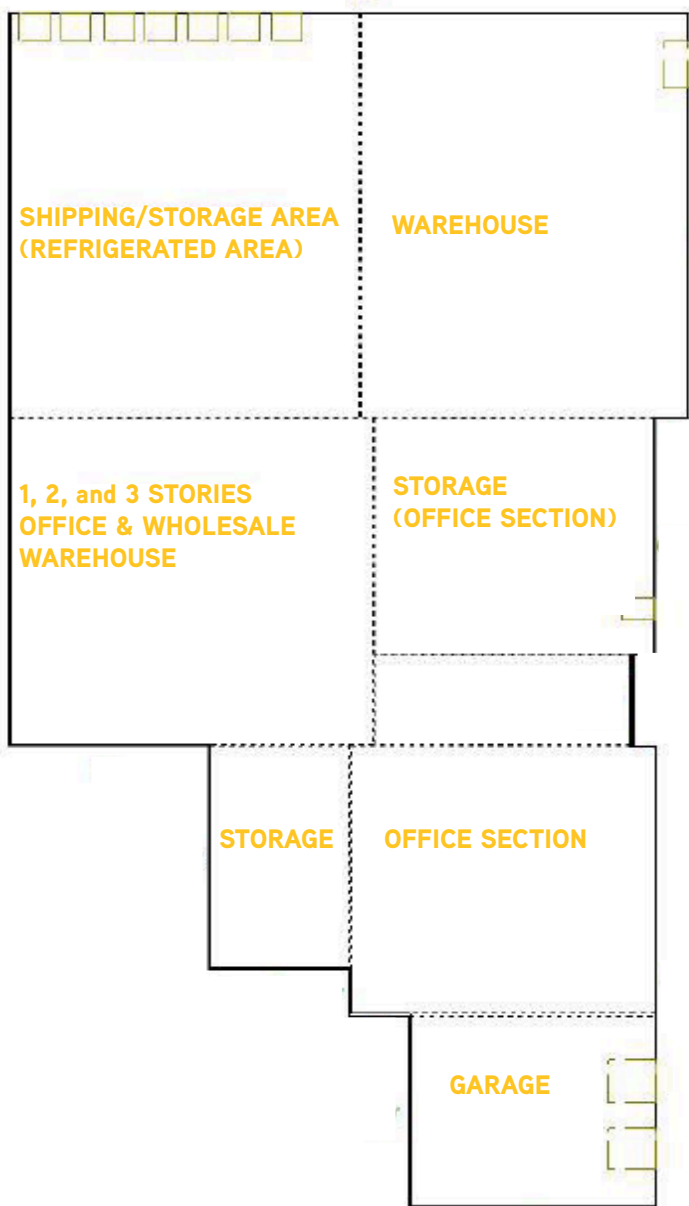 SHIPPING/STORAGE AREA
(REFRIGERATED AREA)
WAREHOUSE
1, 2, and 3 STORIES
OFFICE & WHOLESALE
WAREHOUSE
STORAGE
(OFFICE SECTION)
STORAGE
OFFICE SECTION
GARAGE